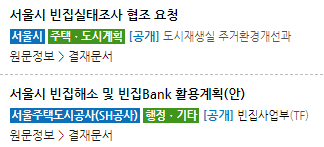 서울시 빈집실태조사 협조 요청
서울시 주택·도시계획 [공개] 도시재생실 주거환경개선과
원문정보 > 결재문서
서울시 빈집해소 및 빈집Bank 활용계획(안)
서울주택도시공사(SH공사) 행정·기타 [공개] 빈집사업부(TF)
원문정보 > 결재문서